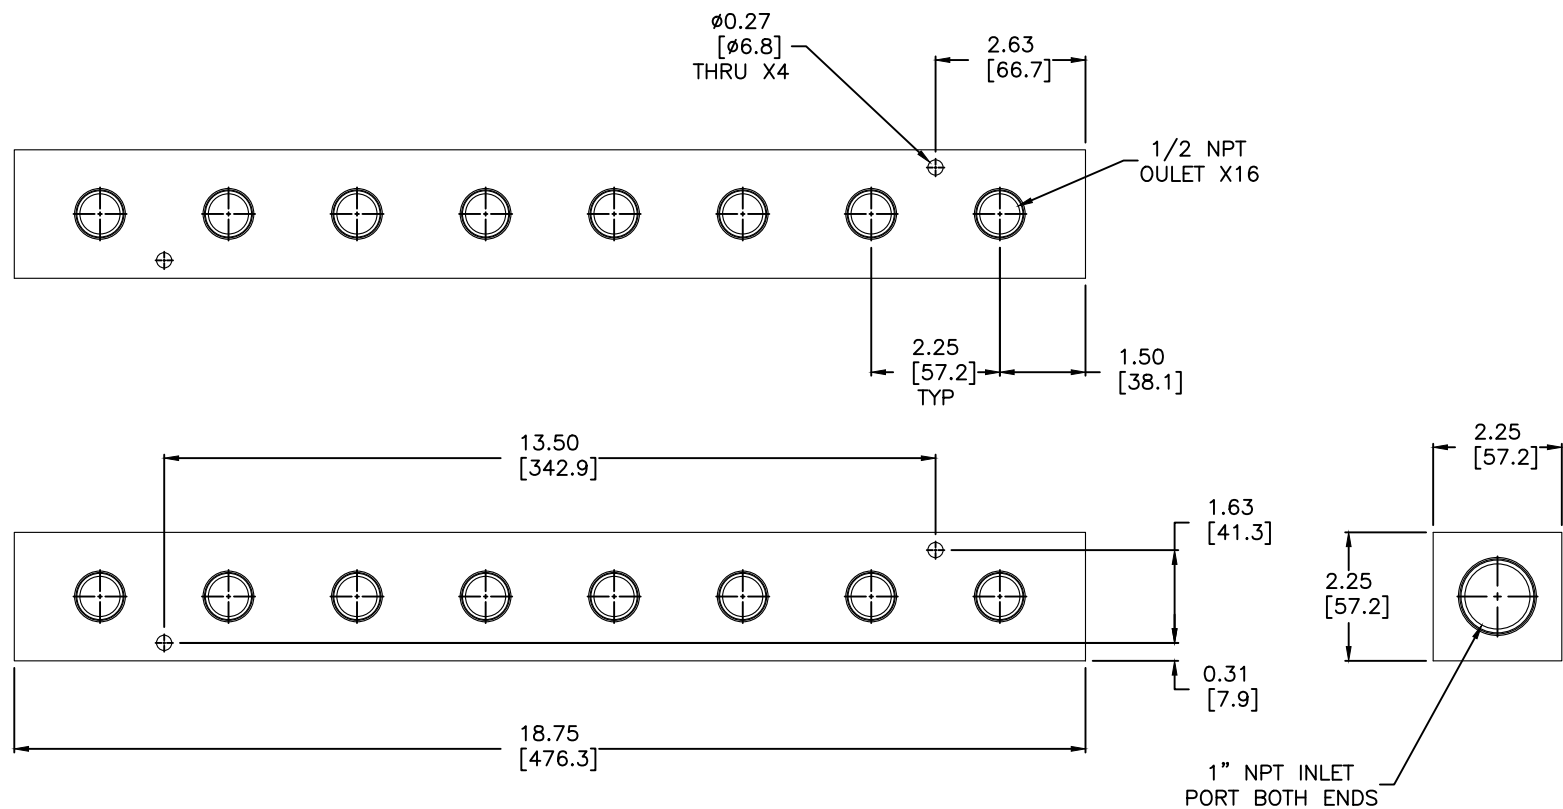 ø0.27
[ø6.8]
THRU X4
2.63
[66.7]
1/2 NPT
OULET X16
2.25
[57.2]
TYP
1.50
[38.1]
13.50
[342.9]
2.25
[57.2]
1.63
[41.3]
2.25
[57.2]
0.31
[7.9]
18.75
[476.3]
1” NPT INLET
PORT BOTH ENDS